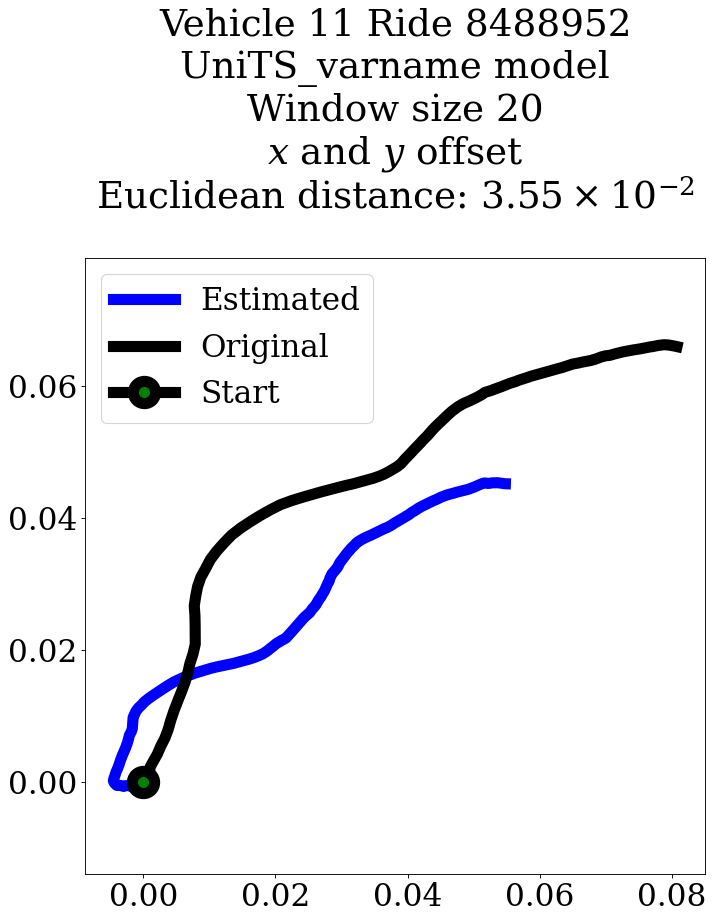 Vehicle 11 Ride 8488952
UniTS_varname model
Window size 20
x and y offset
Euclidean distance: 3.55 × 10⁻²
Estimated
Original
Start
0.06
0.04
0.02
0.00
0.00 0.02 0.04 0.06 0.08